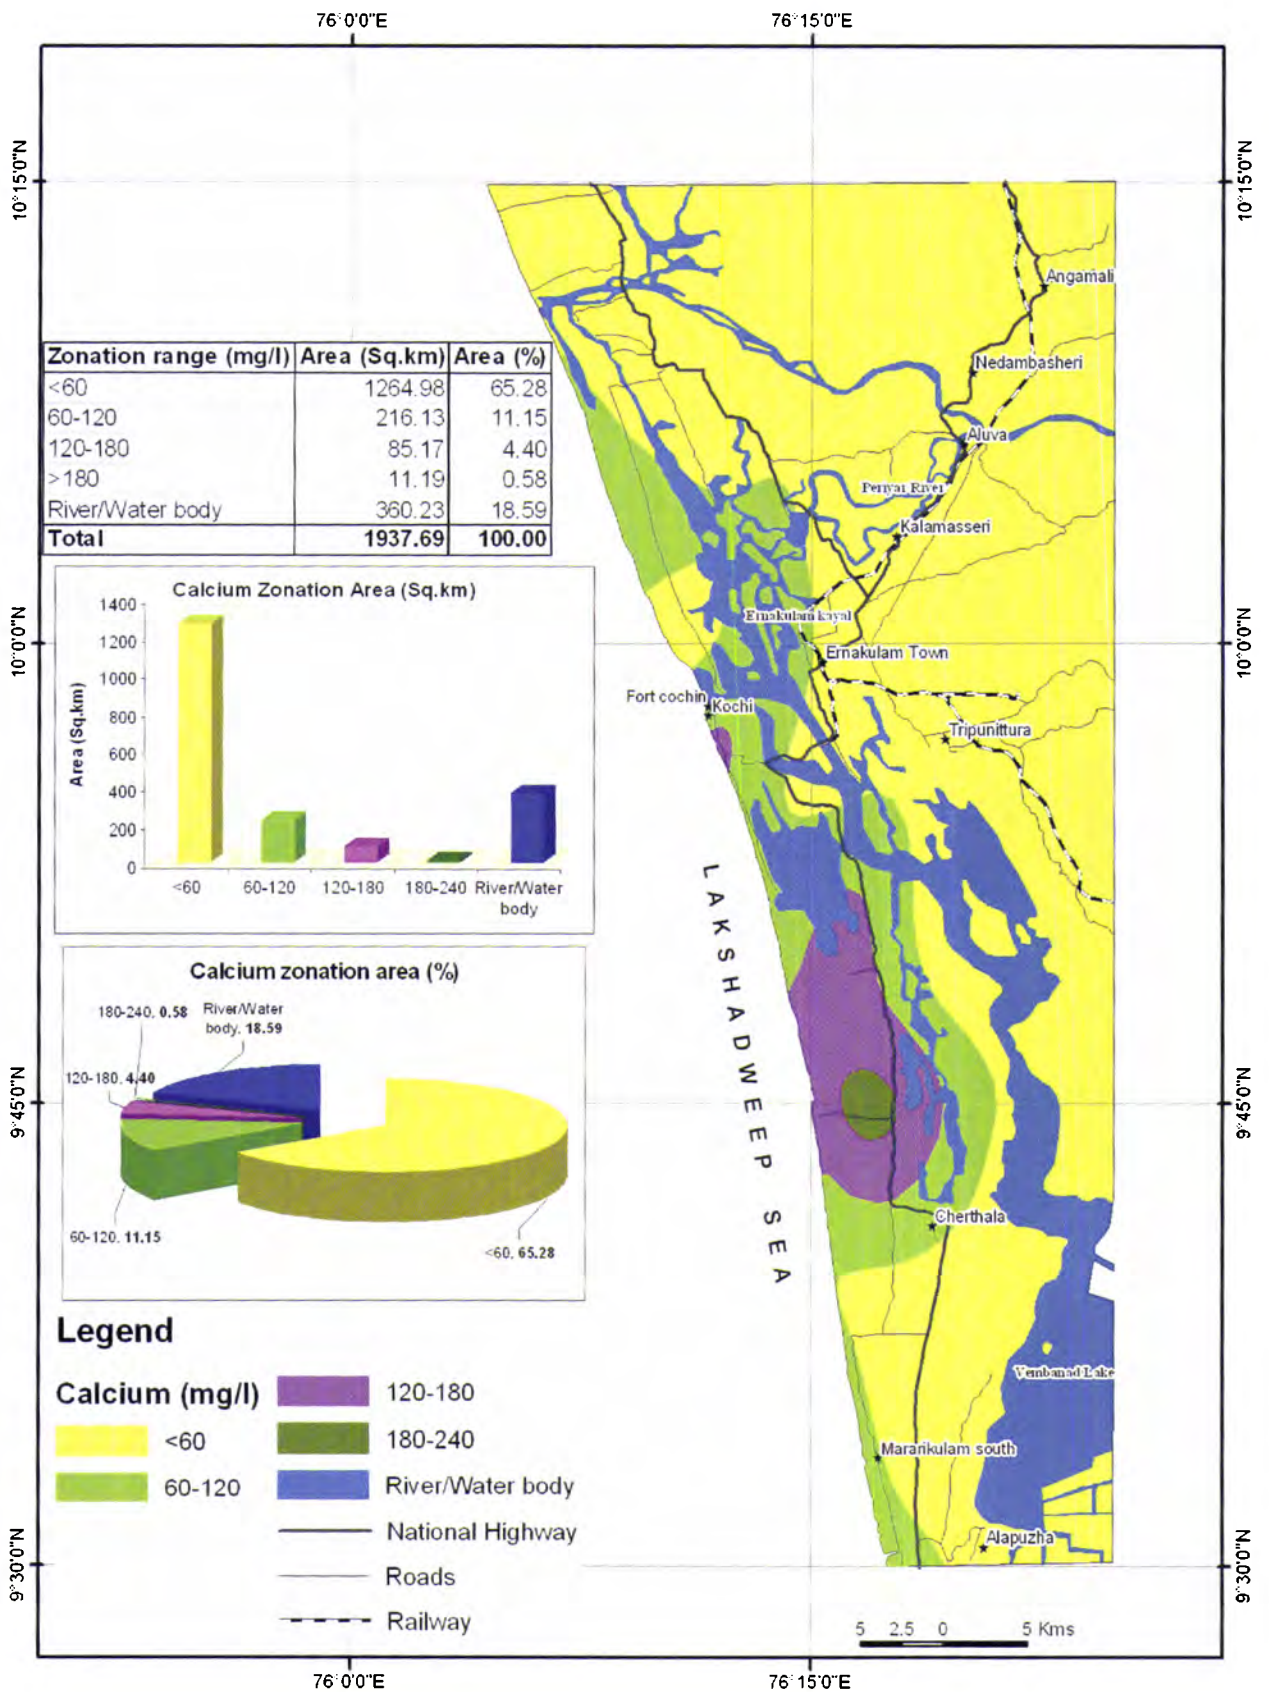 76°0'0"E 76°15'0"E
10°15'0"N 10°15'0"N
Angamali
Nedambasheri
Zonation range (mg/l) Area (Sq.km) Area (%)
<60 1264.98 65.28
60-120 216.13 11.15
120-180 85.17 4.40
>180 11.19 0.58
River/Water body 360.23 18.59
Total 1937.69 100.00
Aluva
Periyar River
Kalamasseri
Ernakulam kayal
10°0'0"N 10°0'0"N
Ernakulam Town
Fort cochin
Kochi
Tripunittura
Calcium Zonation Area (Sq.km)
Area (Sq.km)
1400
1200
1000
800
600
400
200
0
<60 60-120 120-180 180-240 River/Water
body
LAKSHADWEEP SEA
Calcium zonation area (%)
180-240, 0.58
River/Water
body, 18.59
120-180, 4.40
60-120, 11.15
<60, 65.28
9°45'0"N 9°45'0"N
Cherthala
Vembanad Lake
Mararikulam south
Alapuzha
Legend
Calcium (mg/l)
<60
60-120
120-180
180-240
River/Water body
National Highway
Roads
Railway
9°30'0"N 9°30'0"N
5 2.5 0 5 Kms
76°0'0"E 76°15'0"E